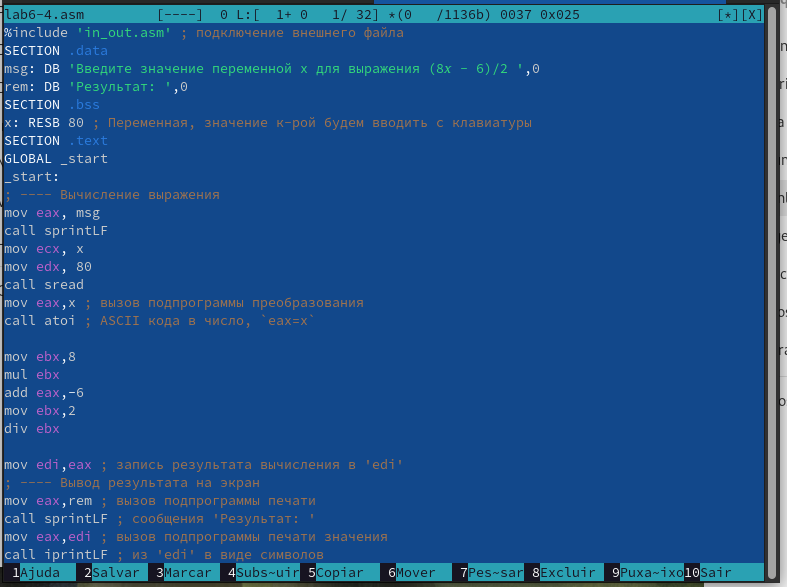 lab6-4.asm [----] 0 L:[ 1+ 0 1/ 32] *(0 /1136b) 0037 0x025 [*][X]
%include 'in_out.asm' ; подключение внешнего файла
SECTION .data
msg: DB 'Введите значение переменной х для выражения (8𝑥 − 6)/2 ',0
rem: DB 'Результат: ',0
SECTION .bss
x: RESB 80 ; Переменная, значение к-рой будем вводить с клавиатуры
SECTION .text
GLOBAL _start
_start:
; ---- Вычисление выражения
mov eax, msg
call sprintLF
mov ecx, x
mov edx, 80
call sread
mov eax,x ; вызов подпрограммы преобразования
call atoi ; ASCII кода в число, `eax=x`
mov ebx,8
mul ebx
add eax,-6
mov ebx,2
div ebx
mov edi,eax ; запись результата вычисления в 'edi'
; ---- Вывод результата на экран
mov eax,rem ; вызов подпрограммы печати
call sprintLF ; сообщения 'Результат: '
mov eax,edi ; вызов подпрограммы печати значения
call iprintLF ; из 'edi' в виде символов
1Ajuda 2Salvar 3Marcar 4Subs~uir 5Copiar 6Mover 7Pes~sar 8Excluir 9Puxa~ixo 10Sair